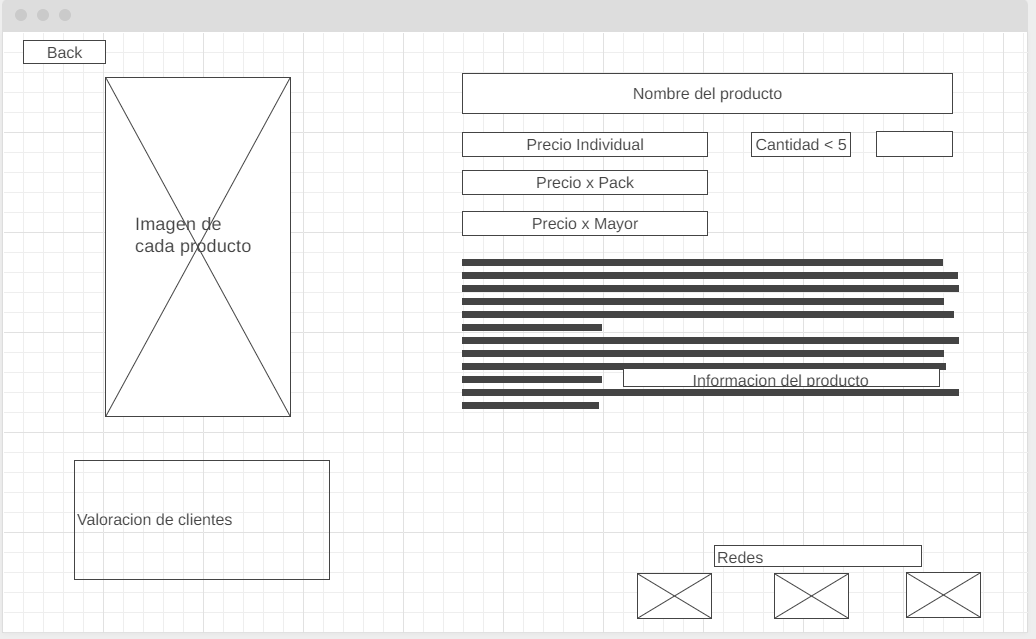 Back
Nombre del producto
Precio Individual
Cantidad < 5
Precio x Pack
Precio x Mayor
Imagen de
cada producto
Informacion del producto
Valoracion de clientes
Redes